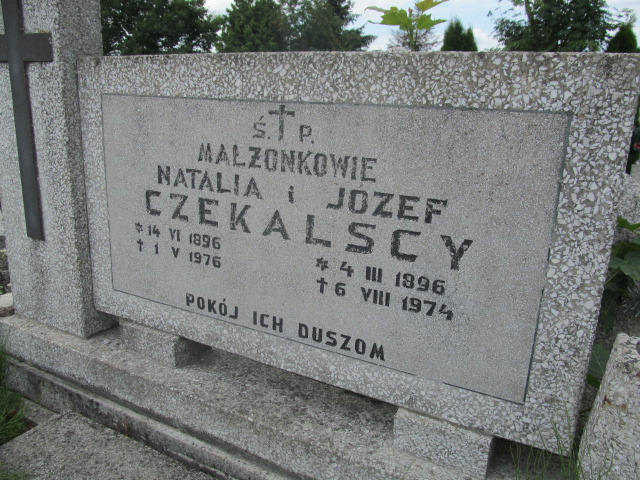 Ś. † P.
MAŁŻONKOWIE
NATALIA i JÓZEF
CZEKALSCY
* 14 VI 1896
† 1 V 1976
* 4 III 1896
† 6 VIII 1974
POKÓJ ICH DUSZOM